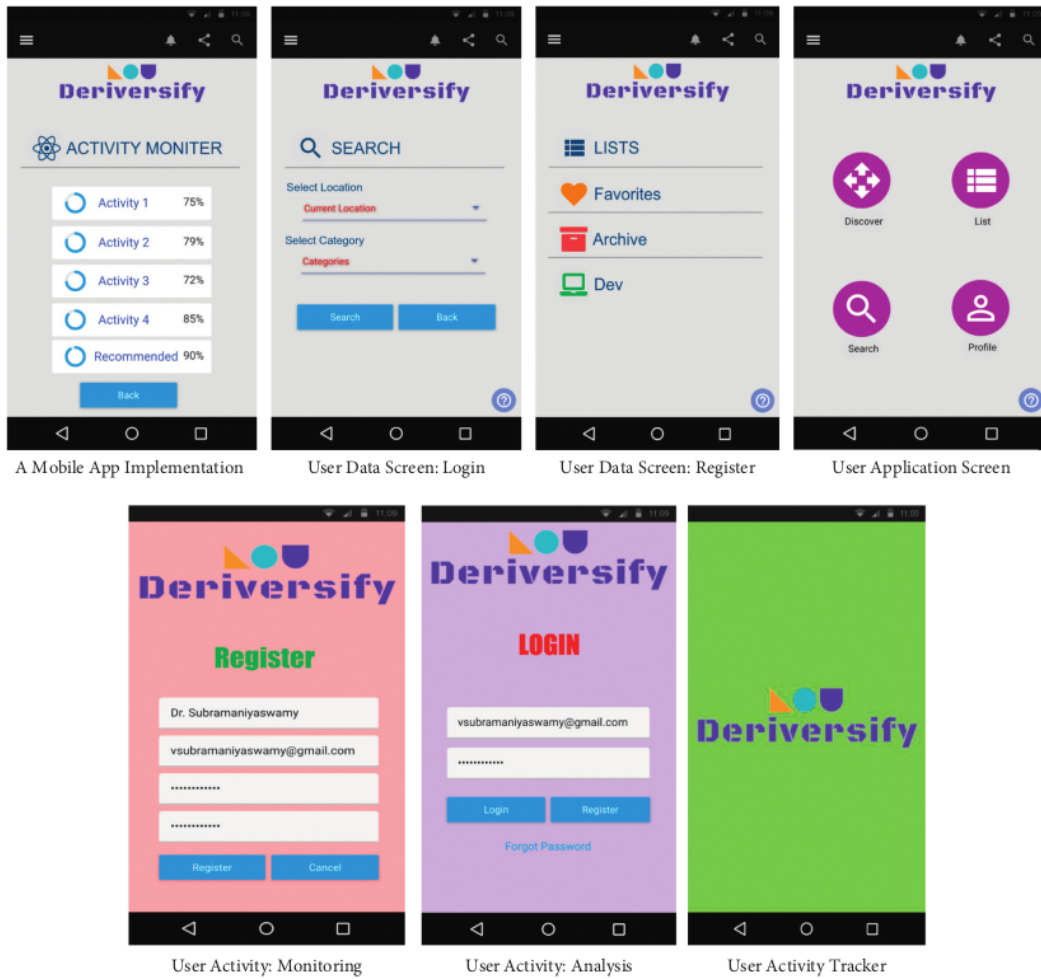 11:09
Deriversify
ACTIVITY MONITER
Activity 1 75%
Activity 2 79%
Activity 3 72%
Activity 4 85%
Recommended 90%
Back
A Mobile App Implementation
11:09
Deriversify
SEARCH
Select Location
Current Location
Select Category
Categories
Search Back
User Data Screen: Login
11:09
Deriversify
LISTS
Favorites
Archive
Dev
User Data Screen: Register
11:09
Deriversify
Discover List
Search Profile
User Application Screen
11:09
Deriversify
Register
Dr. Subramaniyaswamy
vsubramaniyaswamy@gmail.com
••••••••••••
••••••••••••
Register Cancel
User Activity: Monitoring
11:09
Deriversify
LOGIN
vsubramaniyaswamy@gmail.com
••••••••••••
Login Register
Forgot Password
User Activity: Analysis
11:09
Deriversify
User Activity Tracker